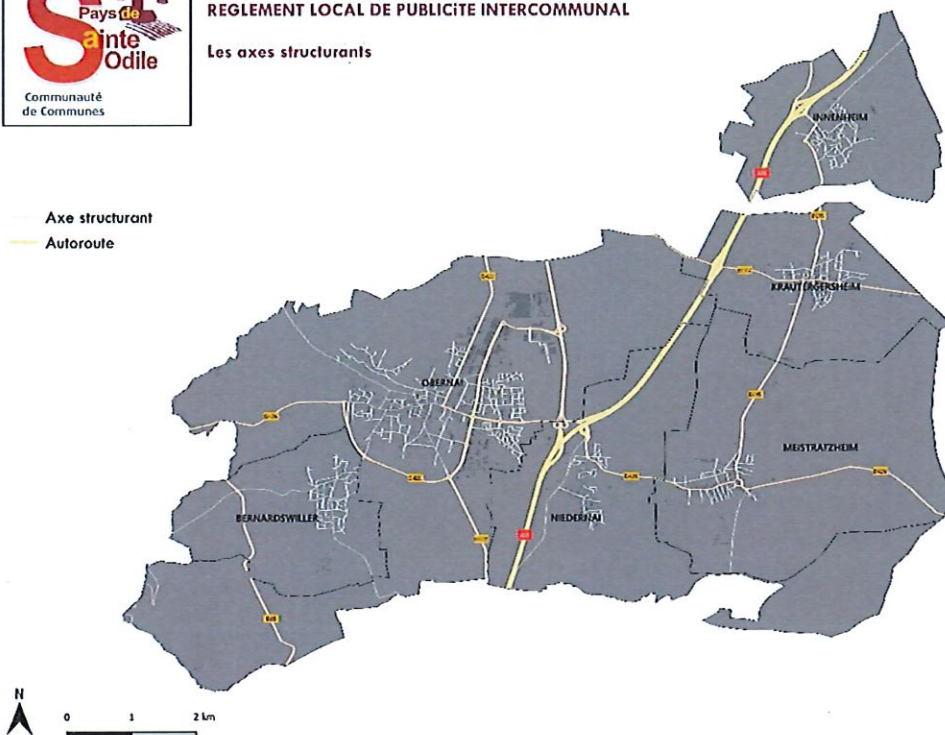 Pays de
Sainte
Odile
Communauté
de Communes
REGLEMENT LOCAL DE PUBLICiTE INTERCOMMUNAL
Les axes structurants
Axe structurant
Autoroute
INNENHEIM
KRAUTERGERSHEIM
OBERNAI
MEISTRATZHEIM
BERNARDSWILLER
NIEDERNAI
N
0 1 2 km